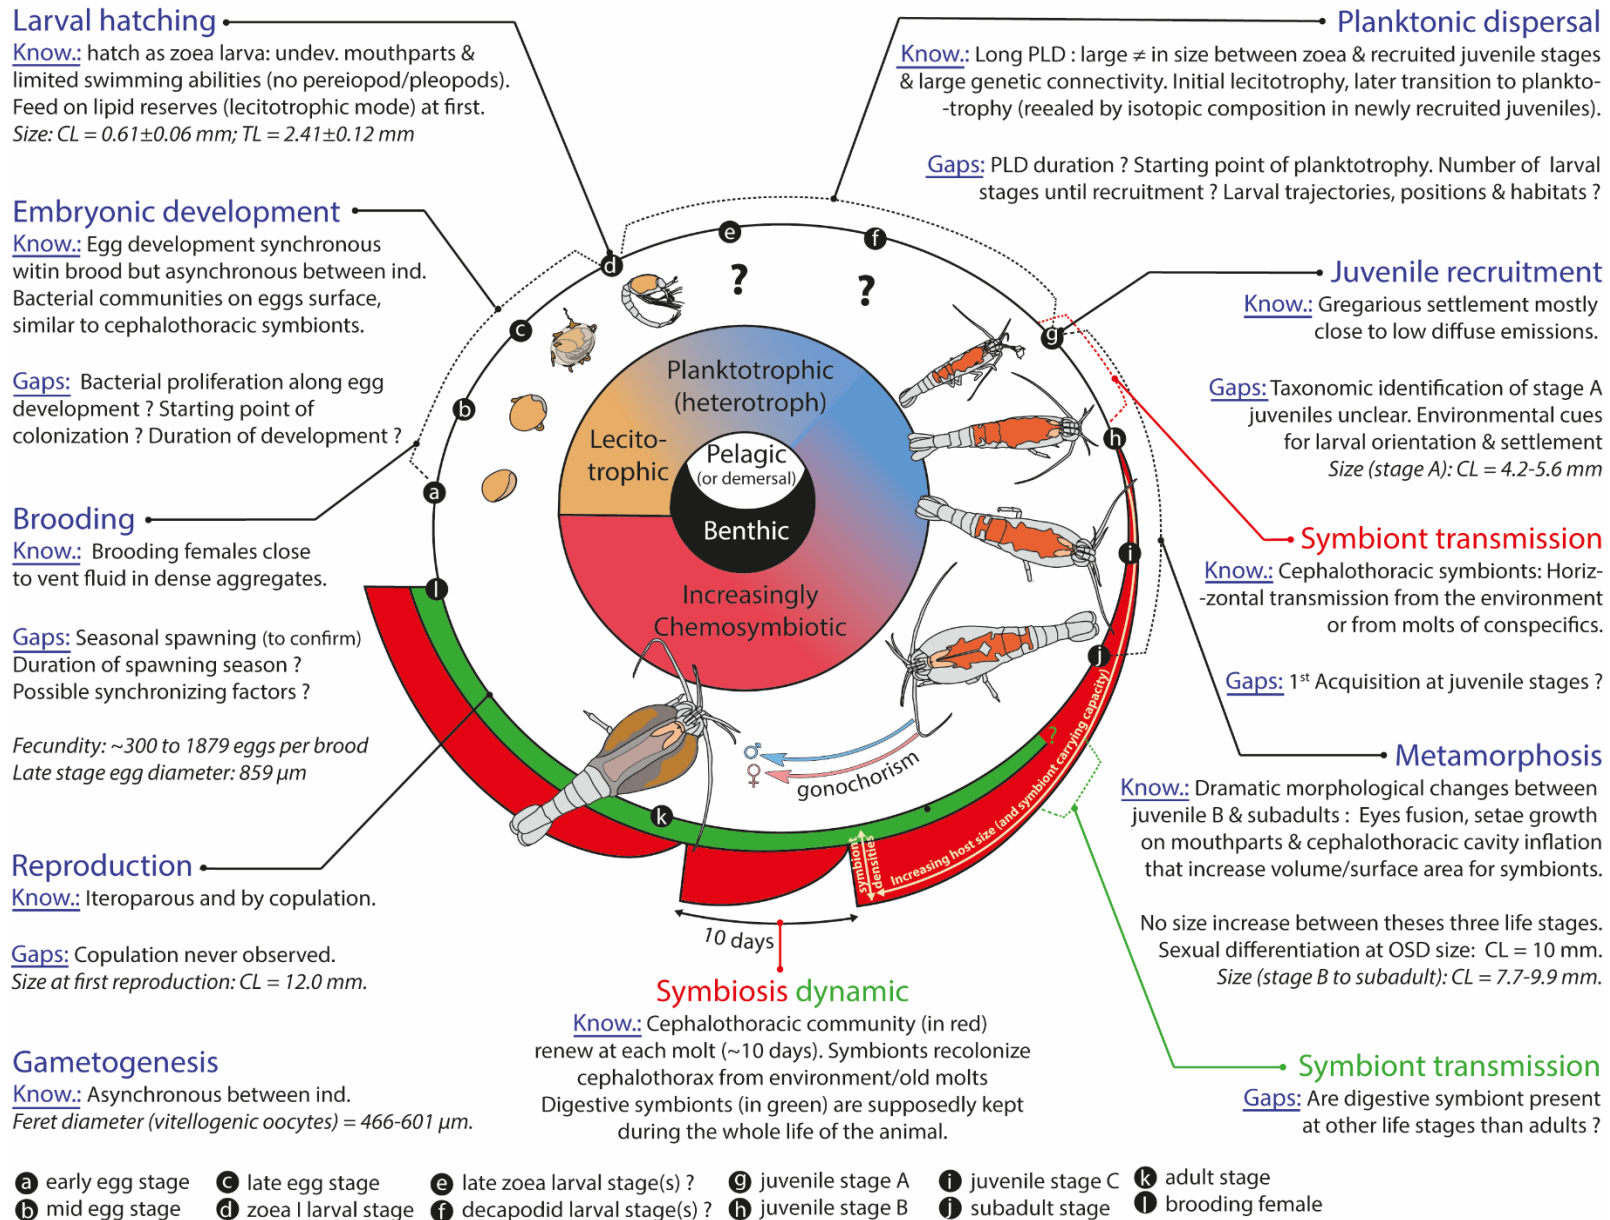 Larval hatching
Know.: hatch as zoea larva: undev. mouthparts &
limited swimming abilities (no pereiopod/pleopods).
Feed on lipid reserves (lecitotrophic mode) at first.
Size: CL = 0.61±0.06 mm; TL = 2.41±0.12 mm
Embryonic development
Know.: Egg development synchronous
witin brood but asynchronous between ind.
Bacterial communities on eggs surface,
similar to cephalothoracic symbionts.
Gaps: Bacterial proliferation along egg
development ? Starting point of
colonization ? Duration of development ?
Brooding
Know.: Brooding females close
to vent fluid in dense aggregates.
Gaps: Seasonal spawning (to confirm)
Duration of spawning season ?
Possible synchronizing factors ?
Fecundity: ~300 to 1879 eggs per brood
Late stage egg diameter: 859 µm
Reproduction
Know.: Iteroparous and by copulation.
Gaps: Copulation never observed.
Size at first reproduction: CL = 12.0 mm.
Gametogenesis
Know.: Asynchronous between ind.
Feret diameter (vitellogenic oocytes) = 466-601 µm.
Planktonic dispersal
Know.: Long PLD : large ≠ in size between zoea & recruited juvenile stages
& large genetic connectivity. Initial lecitotrophy, later transition to plankto-
-trophy (reealed by isotopic composition in newly recruited juveniles).
Gaps: PLD duration ? Starting point of planktotrophy. Number of larval
stages until recruitment ? Larval trajectories, positions & habitats ?
Juvenile recruitment
Know.: Gregarious settlement mostly
close to low diffuse emissions.
Gaps: Taxonomic identification of stage A
juveniles unclear. Environmental cues
for larval orientation & settlement
Size (stage A): CL = 4.2-5.6 mm
Symbiont transmission
Know.: Cephalothoracic symbionts: Horiz-
-zontal transmission from the environment
or from molts of conspecifics.
Gaps: 1st Acquisition at juvenile stages ?
Metamorphosis
Know.: Dramatic morphological changes between
juvenile B & subadults : Eyes fusion, setae growth
on mouthparts & cephalothoracic cavity inflation
that increase volume/surface area for symbionts.
No size increase between theses three life stages.
Sexual differentiation at OSD size: CL = 10 mm.
Size (stage B to subadult): CL = 7.7-9.9 mm.
Symbiont transmission
Gaps: Are digestive symbiont present
at other life stages than adults ?
a
b
c
d
e
f
g
h
i
j
k
l
?
?
Planktotrophic
(heterotroph)
Lecito-
trophic
Pelagic
(or demersal)
Benthic
Increasingly
Chemosymbiotic
♂
♀
gonochorism
?
symbiont
densities
Increasing host size (and symbiont carrying capacity)
10 days
Symbiosis dynamic
Know.: Cephalothoracic community (in red)
renew at each molt (~10 days). Symbionts recolonize
cephalothorax from environment/old molts
Digestive symbionts (in green) are supposedly kept
during the whole life of the animal.
a early egg stage
b mid egg stage
c late egg stage
d zoea I larval stage
e late zoea larval stage(s) ?
f decapodid larval stage(s) ?
g juvenile stage A
h juvenile stage B
i juvenile stage C
j subadult stage
k adult stage
l brooding female